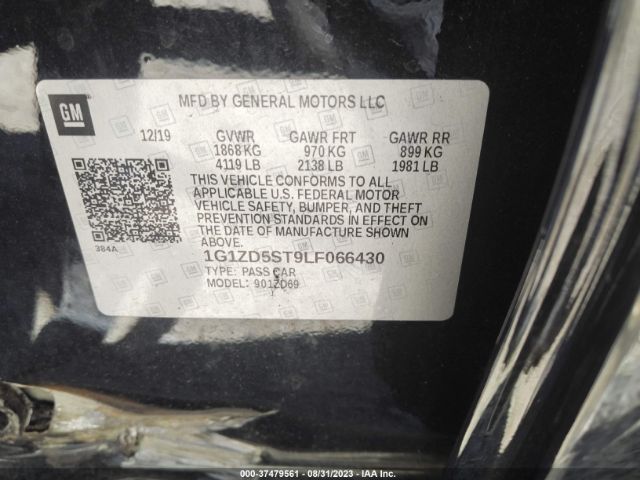 GM
MFD BY GENERAL MOTORS LLC
12/19 GVWR GAWR FRT GAWR RR
1868 KG 970 KG 899 KG
4119 LB 2138 LB 1981 LB
THIS VEHICLE CONFORMS TO ALL
APPLICABLE U.S. FEDERAL MOTOR
VEHICLE SAFETY, BUMPER, AND THEFT
PREVENTION STANDARDS IN EFFECT ON
THE DATE OF MANUFACTURE SHOWN
ABOVE.
384A
1G1ZD5ST9LF066430
TYPE: PASS CAR
MODEL: 901ZD69
000-37479561 - 08/31/2023 - IAA Inc.